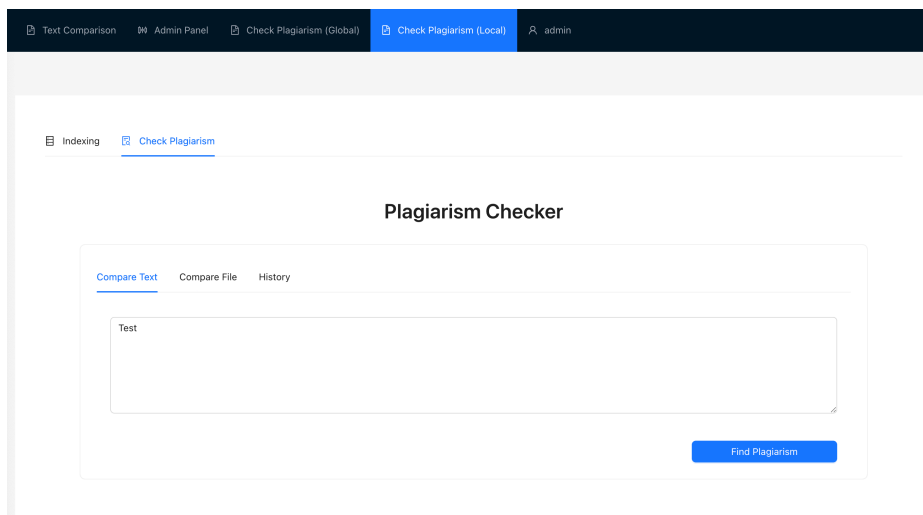 Text Comparison Admin Panel Check Plagiarism (Global) Check Plagiarism (Local) admin
Indexing Check Plagiarism
Plagiarism Checker
Compare Text Compare File History
Test
Find Plagiarism